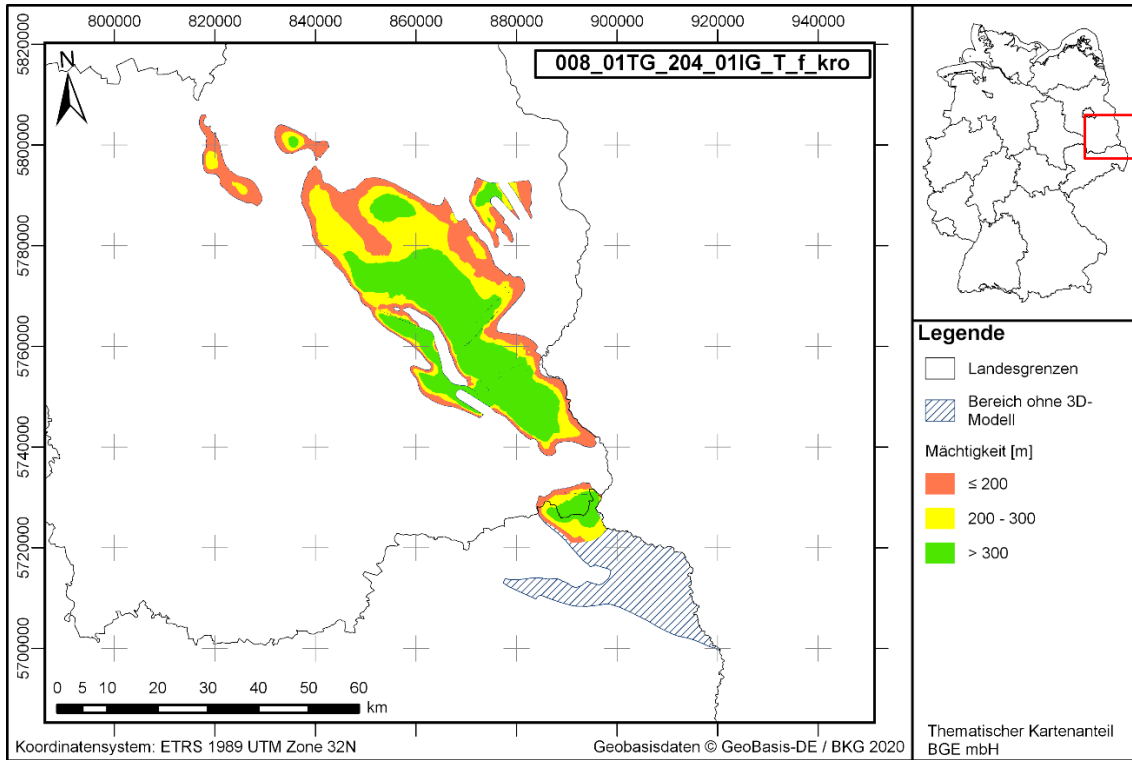 800000 820000 840000 860000 880000 900000 920000 940000
008_01TG_204_01IG_T_f_kro
N
5820000
5800000
5780000
5760000
5740000
5720000
5700000
0 5 10 20 30 40 50 60
km
Koordinatensystem: ETRS 1989 UTM Zone 32N
Geobasisdaten © GeoBasis-DE / BKG 2020
Legende
Landesgrenzen
Bereich ohne 3D-
Modell
Mächtigkeit [m]
≤ 200
200 - 300
> 300
Thematischer Kartenanteil
BGE mbH